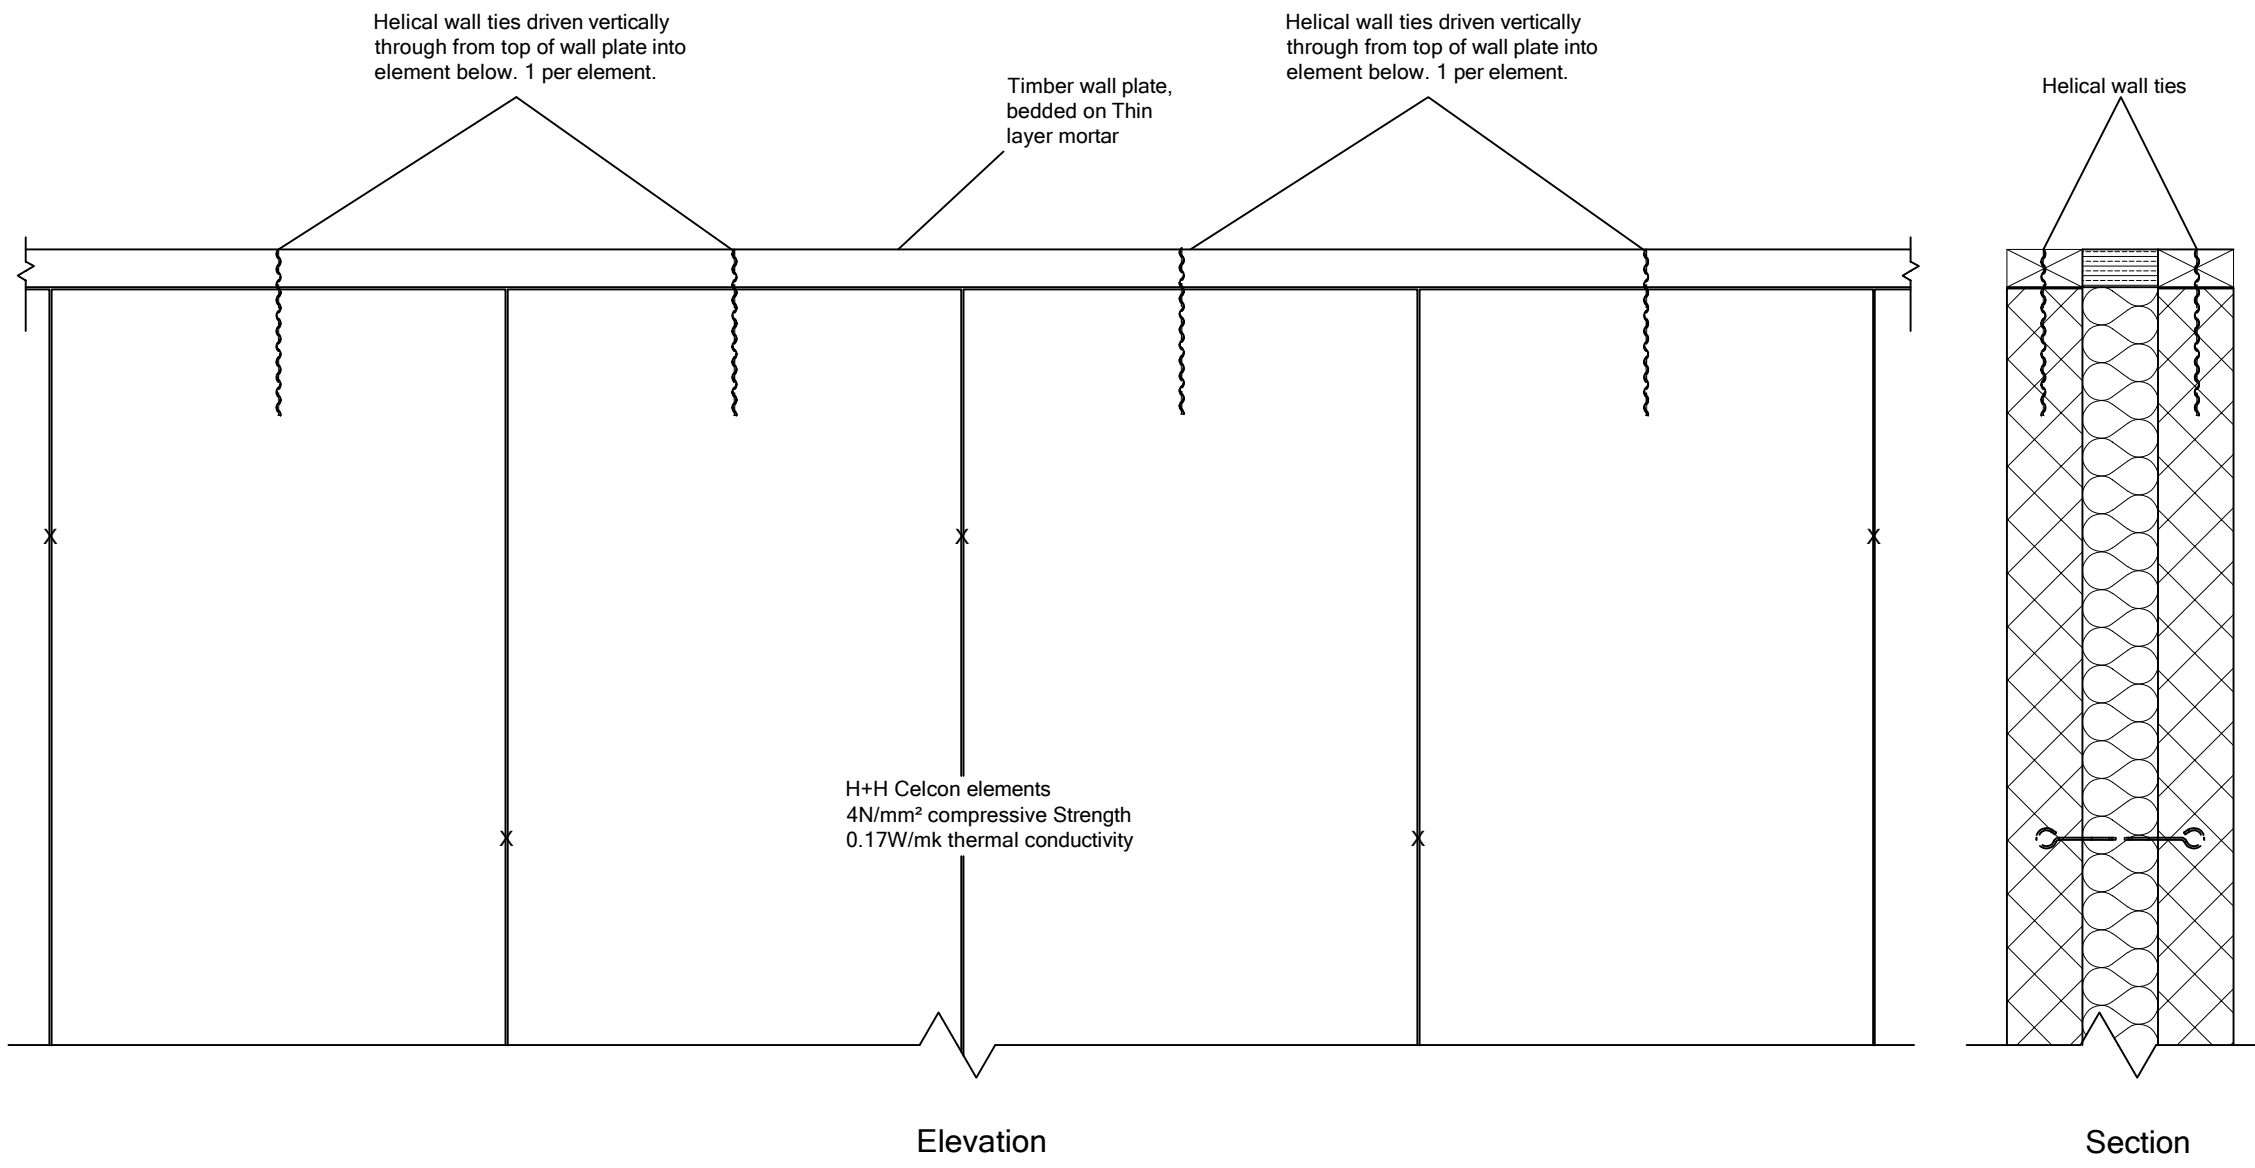 Helical wall ties driven vertically
through from top of wall plate into
element below. 1 per element.
Timber wall plate,
bedded on Thin
layer mortar
Helical wall ties driven vertically
through from top of wall plate into
element below. 1 per element.
Helical wall ties
X
X
X
H+H Celcon elements
4N/mm² compressive Strength
0.17W/mk thermal conductivity
X
X
Elevation
Section